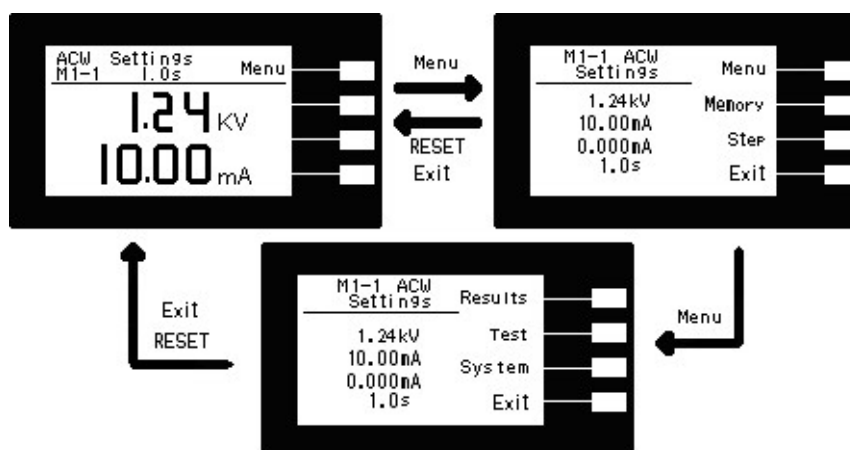 ACW Settings
M1-1 1.0s Menu
1.24 KV
10.00 mA
Menu
RESET
Exit
M1-1 ACW
Settings
Menu
1.24kV
Memory
10.00mA
0.000mA
Step
1.0s
Exit
Exit
RESET
M1-1 ACW
Settings
Results
1.24kV
Test
10.00mA
System
0.000mA
1.0s
Exit
Menu